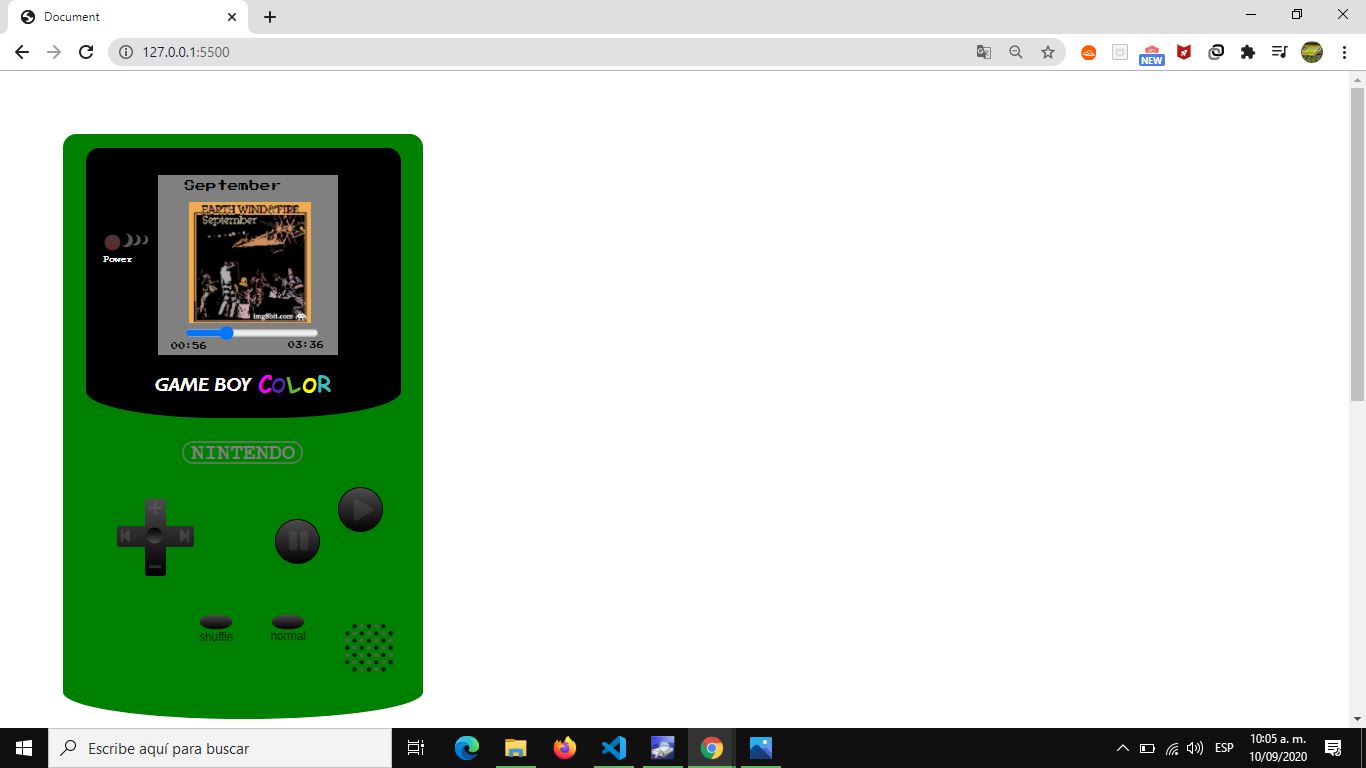 Document
127.0.0.1:5500
NEW
September
EARTH WIND & FIRE
September
Power
img8bit.com
00:56
03:36
GAME BOY COLOR
NINTENDO
shuffle
normal
Escribe aquí para buscar
ESP
10:05 a. m.
10/09/2020